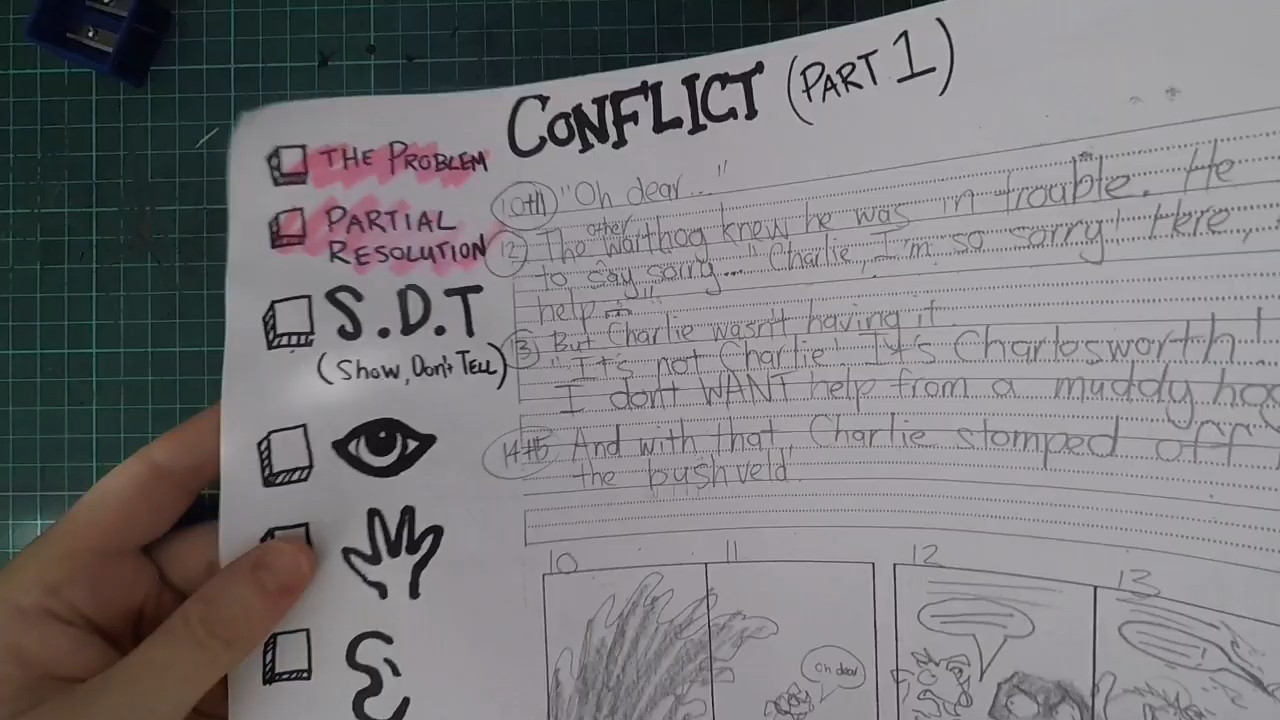 CONFLICT (PART 1)
THE PROBLEM
PARTIAL
RESOLUTION
S.D.T
(SHOW, DON'T TELL)
10+11 "Oh dear..."
12 The other warthog knew he was in trouble. He
to say sorry... "Charlie, I'm so sorry! Here,
help
13 But Charlie wasn't having it.
"It's not Charlie! It's Charlesworth!
I don't WANT help from a muddy
And with that, Charlie stomped off
the bushveld
10
11
12
13
Oh dear